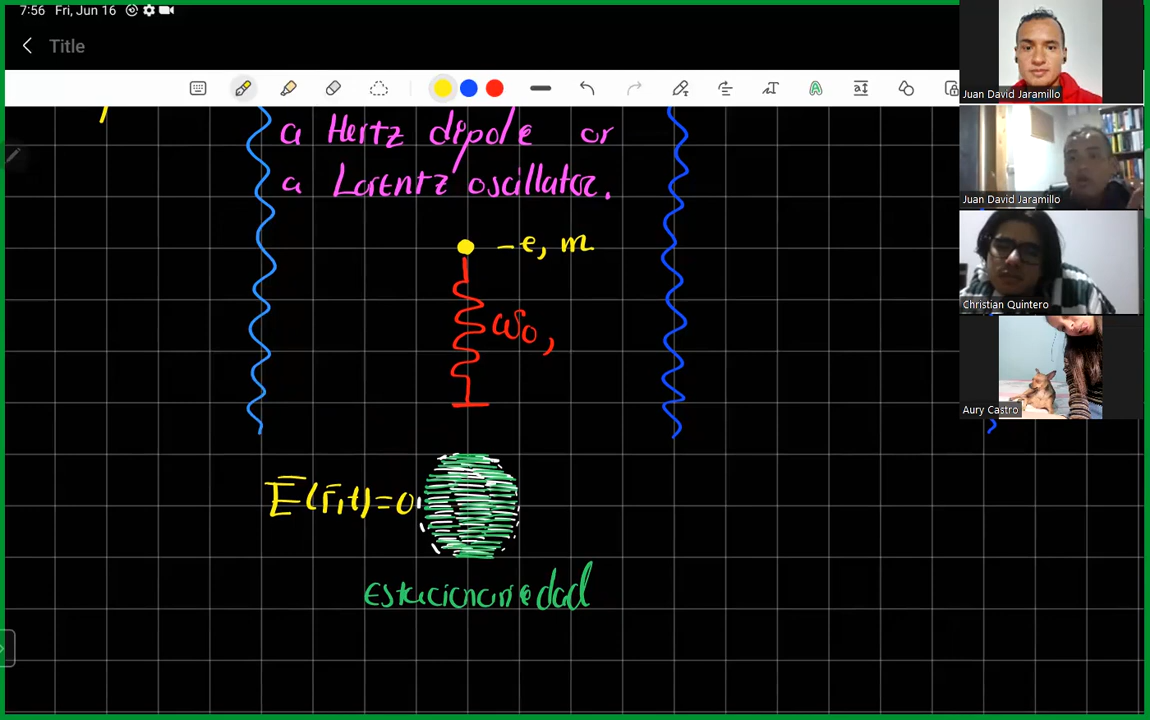 7:56 Fri, Jun 16
Title
a Hertz dipole or
a Lorentz oscillator.
-e, m
ω₀,
E̅(r̅,t)=0
Estacionariedad
Juan David Jaramillo
Juan David Jaramillo
Christian Quintero
Aury Castro